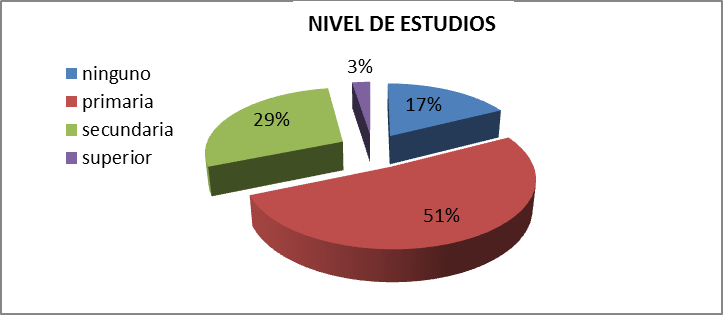 NIVEL DE ESTUDIOS
ninguno
primaria
secundaria
superior
3%
17%
29%
51%